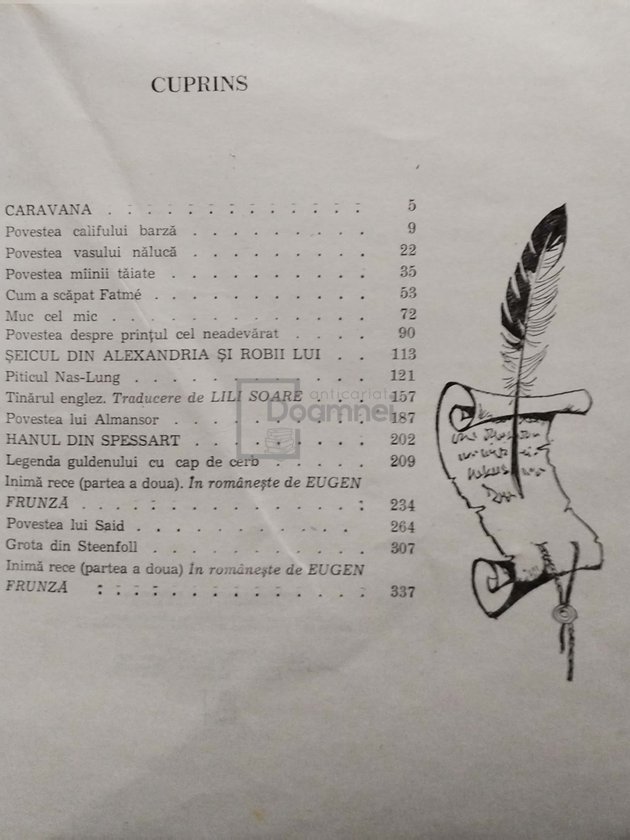 CUPRINS
CARAVANA . . . . . . . . . . . . 5
Povestea califului barză . . . . . . . . . 9
Povestea vasului nălucă . . . . . . . . . 22
Povestea mîinii tăiate . . . . . . . . . 35
Cum a scăpat Fatmé . . . . . . . . . . 53
Muc cel mic . . . . . . . . . . . . 72
Povestea despre prințul cel neadevărat . . . . 90
ȘEICUL DIN ALEXANDRIA ȘI ROBII LUI . . 113
Piticul Nas-Lung . . . . . . . . . . . 121
Tînărul englez. Traducere de LILI SOARE . . . 157
Povestea lui Almansor . . . . . . . . . 187
HANUL DIN SPESSART . . . . . . . . 202
Legenda guldenului cu cap de cerb . . . . . 209
Inimă rece (partea a doua). În românește de EUGEN
FRUNZĂ . . . . . . . . . . . . . 234
Povestea lui Said . . . . . . . . . . 264
Grota din Steenfoll . . . . . . . . . . 307
Inimă rece (partea a doua) În românește de EUGEN
FRUNZĂ . . . . . . . . . . . . . 337
anticariat
Doamnei